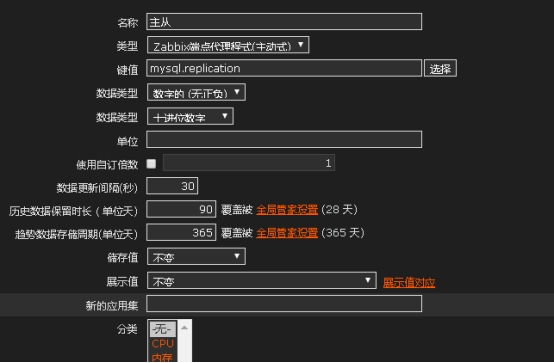 名称 主从
类型 Zabbix端点代理程式(主动式)
键值 mysql.replication 选择
数据类型 数字的 (无正负)
数据类型 十进位数字
单位
使用自订倍数 1
数据更新间隔(秒) 30
历史数据保留时长 ( 单位天) 90 覆盖被 全局管家设置 (28 天)
趋势数据存储周期(单位天) 365 覆盖被 全局管家设置 (365 天)
储存值 不变
展示值 不变 展示值对应
新的应用集
分类 -无-
CPU
内存